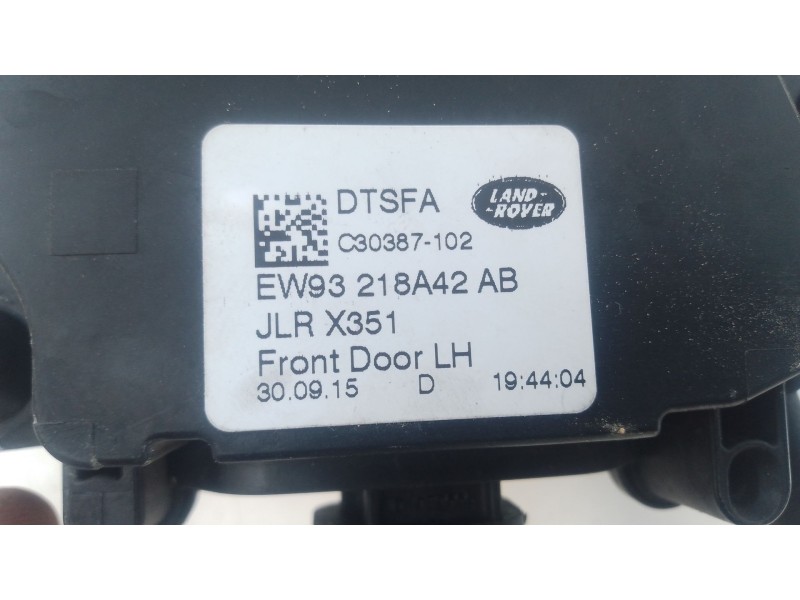 DTSFA
LAND-
-ROVER
C30387-102
EW93 218A42 AB
JLR X351
Front Door LH
30.09.15 D 19:44:04